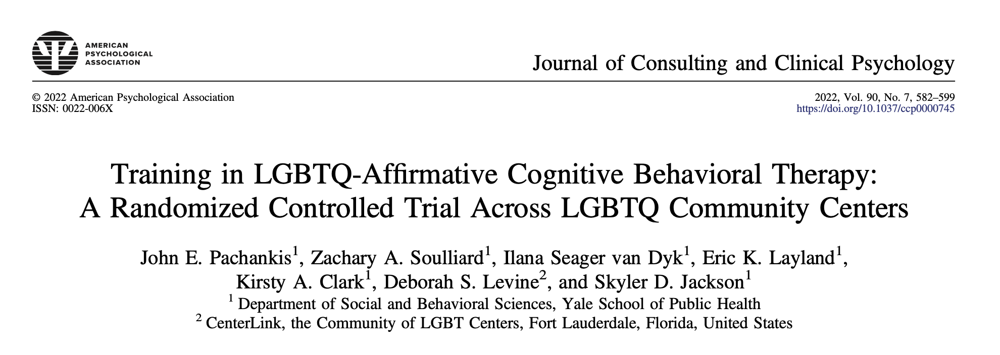 AMERICAN
PSYCHOLOGICAL
ASSOCIATION
Journal of Consulting and Clinical Psychology
© 2022 American Psychological Association
ISSN: 0022-006X
2022, Vol. 90, No. 7, 582–599
https://doi.org/10.1037/ccp0000745
Training in LGBTQ-Affirmative Cognitive Behavioral Therapy:
A Randomized Controlled Trial Across LGBTQ Community Centers
John E. Pachankis¹, Zachary A. Soulliard¹, Ilana Seager van Dyk¹, Eric K. Layland¹,
Kirsty A. Clark¹, Deborah S. Levine², and Skyler D. Jackson¹
¹ Department of Social and Behavioral Sciences, Yale School of Public Health
² CenterLink, the Community of LGBT Centers, Fort Lauderdale, Florida, United States